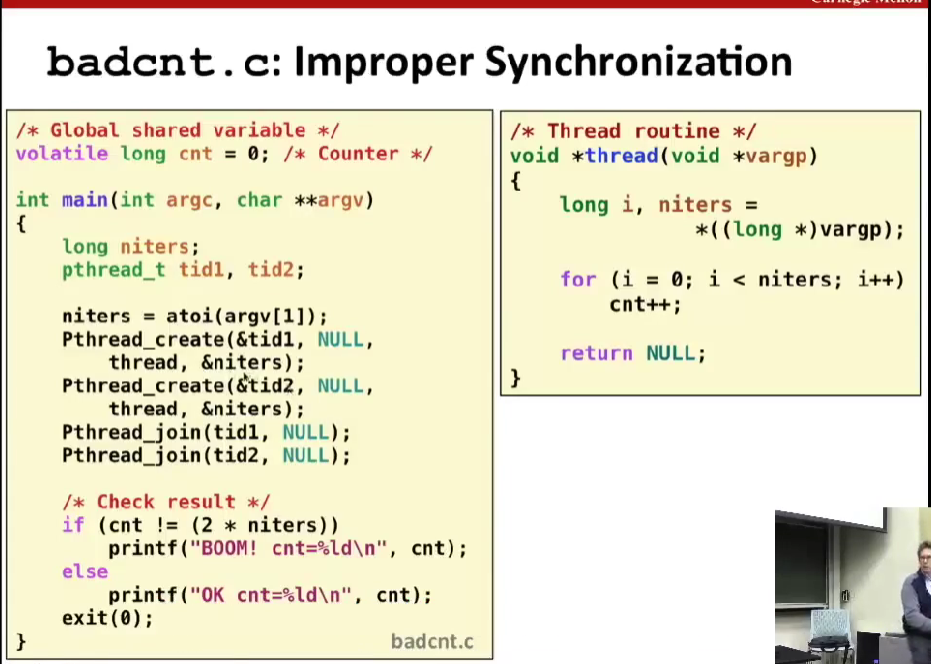 Carnegie Mellon
badcnt.c: Improper Synchronization
/* Global shared variable */
volatile long cnt = 0; /* Counter */
int main(int argc, char **argv)
{
    long niters;
    pthread_t tid1, tid2;
    niters = atoi(argv[1]);
    Pthread_create(&tid1, NULL,
        thread, &niters);
    Pthread_create(&tid2, NULL,
        thread, &niters);
    Pthread_join(tid1, NULL);
    Pthread_join(tid2, NULL);
    /* Check result */
    if (cnt != (2 * niters))
        printf("BOOM! cnt=%ld\n", cnt);
    else
        printf("OK cnt=%ld\n", cnt);
    exit(0);
}
badcnt.c
/* Thread routine */
void *thread(void *vargp)
{
    long i, niters =
               *((long *)vargp);
    for (i = 0; i < niters; i++)
        cnt++;
    return NULL;
}